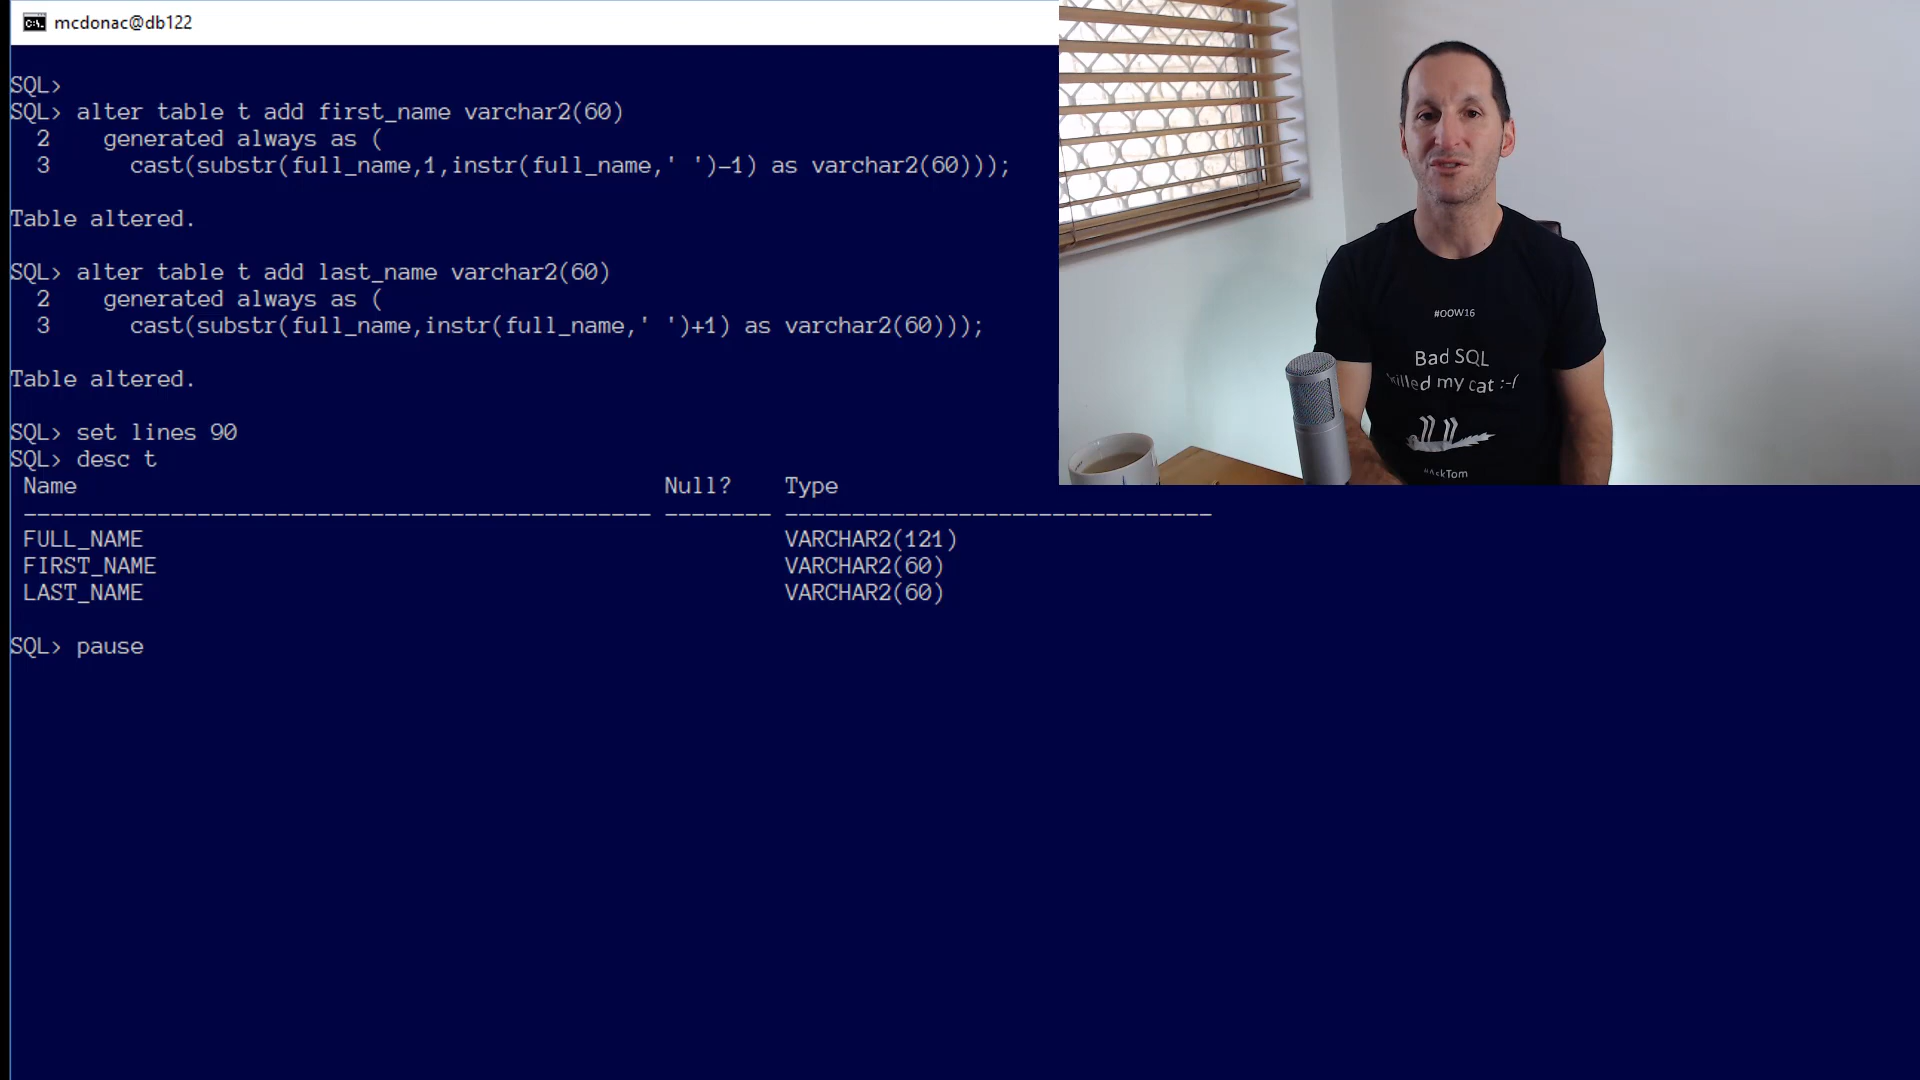 mcdonac@db122
SQL>
SQL> alter table t add first_name varchar2(60)
2 generated always as (
3 cast(substr(full_name,1,instr(full_name,' ')-1) as varchar2(60)));
Table altered.
SQL> alter table t add last_name varchar2(60)
2 generated always as (
3 cast(substr(full_name,instr(full_name,' ')+1) as varchar2(60)));
Table altered.
SQL> set lines 90
SQL> desc t
Name Null? Type
----------------------------------------------- -------- --------------------------------
FULL_NAME VARCHAR2(121)
FIRST_NAME VARCHAR2(60)
LAST_NAME VARCHAR2(60)
SQL> pause
#OOW16
Bad SQL
killed my cat :-(
#AskTom